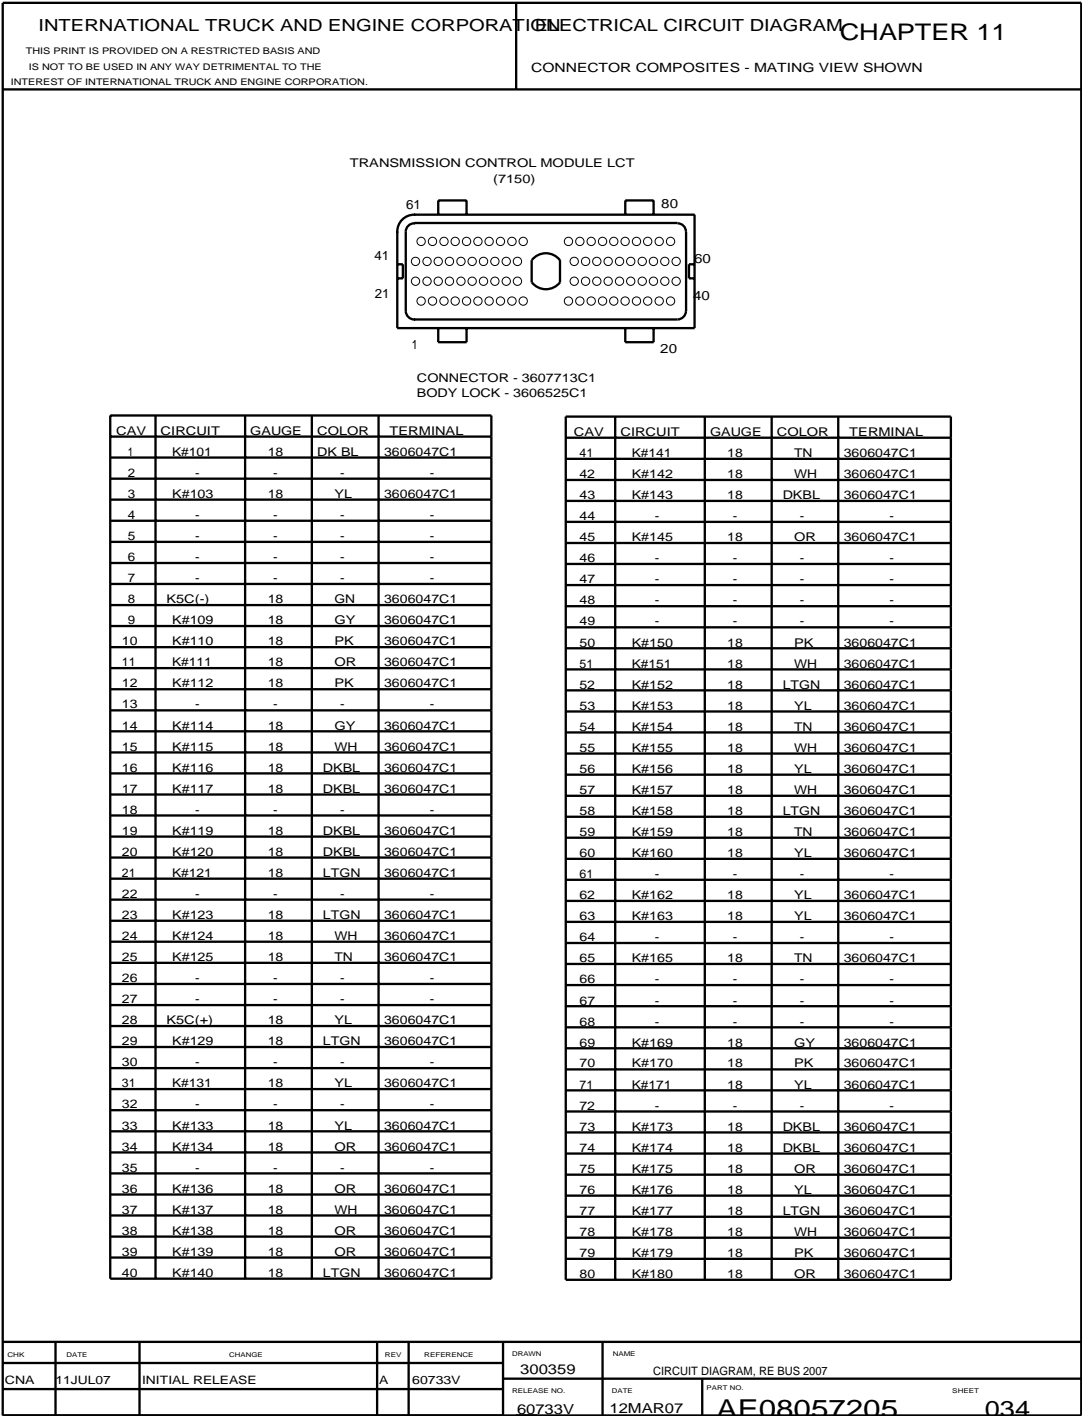 INTERNATIONAL TRUCK AND ENGINE CORPORATION
THIS PRINT IS PROVIDED ON A RESTRICTED BASIS AND
IS NOT TO BE USED IN ANY WAY DETRIMENTAL TO THE
INTEREST OF INTERNATIONAL TRUCK AND ENGINE CORPORATION.
ELECTRICAL CIRCUIT DIAGRAM
CHAPTER 11
CONNECTOR COMPOSITES - MATING VIEW SHOWN
TRANSMISSION CONTROL MODULE LCT
(7150)
61 80
41 60
21 40
1 20
CONNECTOR - 3607713C1
BODY LOCK - 3606525C1
CAV CIRCUIT GAUGE COLOR TERMINAL
1 K#101 18 DK BL 3606047C1
2 - - - -
3 K#103 18 YL 3606047C1
4 - - - -
5 - - - -
6 - - - -
7 - - - -
8 K5C(-) 18 GN 3606047C1
9 K#109 18 GY 3606047C1
10 K#110 18 PK 3606047C1
11 K#111 18 OR 3606047C1
12 K#112 18 PK 3606047C1
13 - - - -
14 K#114 18 GY 3606047C1
15 K#115 18 WH 3606047C1
16 K#116 18 DKBL 3606047C1
17 K#117 18 DKBL 3606047C1
18 - - - -
19 K#119 18 DKBL 3606047C1
20 K#120 18 DKBL 3606047C1
21 K#121 18 LTGN 3606047C1
22 - - - -
23 K#123 18 LTGN 3606047C1
24 K#124 18 WH 3606047C1
25 K#125 18 TN 3606047C1
26 - - - -
27 - - - -
28 K5C(+) 18 YL 3606047C1
29 K#129 18 LTGN 3606047C1
30 - - - -
31 K#131 18 YL 3606047C1
32 - - - -
33 K#133 18 YL 3606047C1
34 K#134 18 OR 3606047C1
35 - - - -
36 K#136 18 OR 3606047C1
37 K#137 18 WH 3606047C1
38 K#138 18 OR 3606047C1
39 K#139 18 OR 3606047C1
40 K#140 18 LTGN 3606047C1
CAV CIRCUIT GAUGE COLOR TERMINAL
41 K#141 18 TN 3606047C1
42 K#142 18 WH 3606047C1
43 K#143 18 DKBL 3606047C1
44 - - - -
45 K#145 18 OR 3606047C1
46 - - - -
47 - - - -
48 - - - -
49 - - - -
50 K#150 18 PK 3606047C1
51 K#151 18 WH 3606047C1
52 K#152 18 LTGN 3606047C1
53 K#153 18 YL 3606047C1
54 K#154 18 TN 3606047C1
55 K#155 18 WH 3606047C1
56 K#156 18 YL 3606047C1
57 K#157 18 WH 3606047C1
58 K#158 18 LTGN 3606047C1
59 K#159 18 TN 3606047C1
60 K#160 18 YL 3606047C1
61 - - - -
62 K#162 18 YL 3606047C1
63 K#163 18 YL 3606047C1
64 - - - -
65 K#165 18 TN 3606047C1
66 - - - -
67 - - - -
68 - - - -
69 K#169 18 GY 3606047C1
70 K#170 18 PK 3606047C1
71 K#171 18 YL 3606047C1
72 - - - -
73 K#173 18 DKBL 3606047C1
74 K#174 18 DKBL 3606047C1
75 K#175 18 OR 3606047C1
76 K#176 18 YL 3606047C1
77 K#177 18 LTGN 3606047C1
78 K#178 18 WH 3606047C1
79 K#179 18 PK 3606047C1
80 K#180 18 OR 3606047C1
CHK DATE CHANGE REV REFERENCE
CNA 11JUL07 INITIAL RELEASE A 60733V
DRAWN
300359
NAME
CIRCUIT DIAGRAM, RE BUS 2007
RELEASE NO.
60733V
DATE
12MAR07
PART NO.
AE08057205
SHEET
034